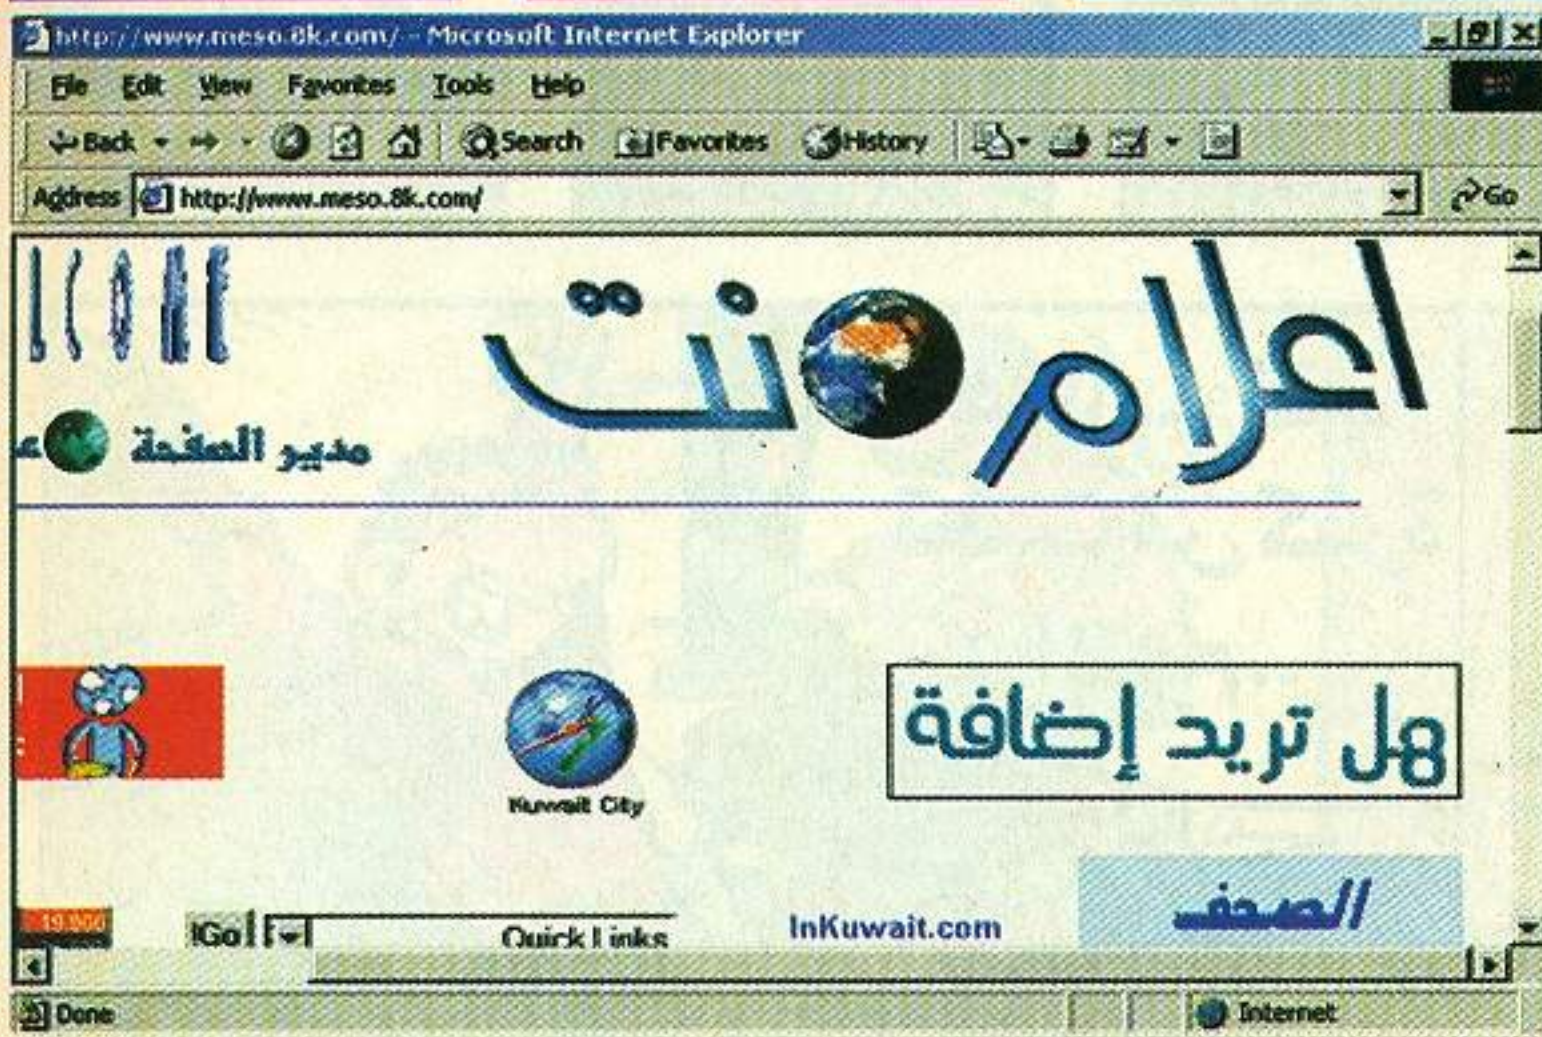 http://www.meso.8k.com/ - Microsoft Internet Explorer
File Edit View Favorites Tools Help
Back Search Favorites History
Address http://www.meso.8k.com/ Go
اعلام نت
مدير الصفحة
هل تريد إضافة
Kuwait City
الصحف
InKuwait.com
Quick Links
!Go
19.900
Done Internet